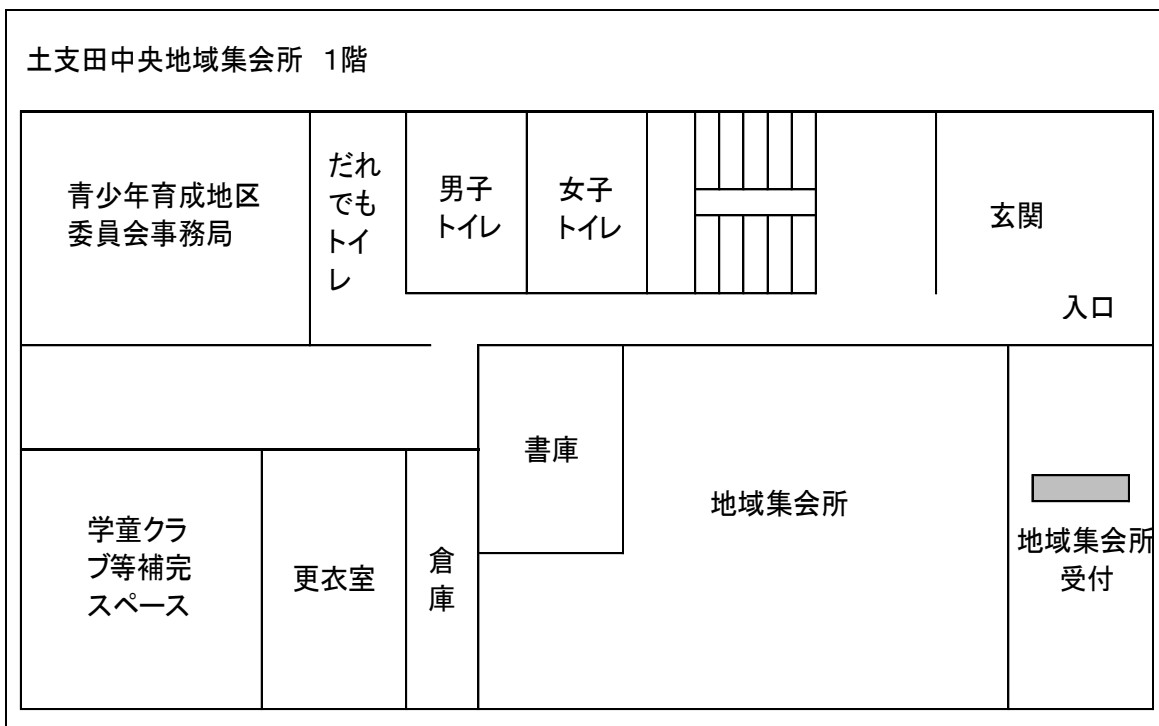 土支田中央地域集会所 1階
青少年育成地区
委員会事務局
だれ
でも
トイ
レ
男子
トイレ
女子
トイレ
玄関
入口
書庫
地域集会所
地域集会所
受付
学童クラ
ブ等補完
スペース
更衣室
倉
庫